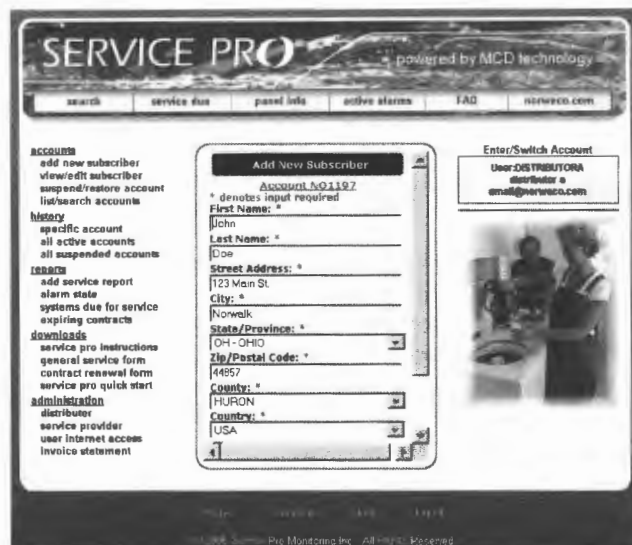 SERVICE PRO
powered by MCD technology
search service due panel info active alarms FAQ norweco.com
accounts
add new subscriber
view/edit subscriber
suspend/restore account
list/search accounts
history
specific account
all active accounts
all suspended accounts
reports
add service report
alarm state
systems due for service
expiring contracts
downloads
service pro instructions
general service form
contract renewal form
service pro quick start
administration
distributor
service provider
user internet access
invoice statement
Add New Subscriber
Account NO1197
* denotes input required
First Name: *
John
Last Name: *
Doe
Street Address: *
123 Main St.
City: *
Norwalk
State/Province: *
OH - OHIO
Zip/Postal Code: *
44857
County: *
HURON
Country: *
USA
Enter/Switch Account
User:DISTRIBUTORA
distributor a
email@norweco.com
Pro Monitoring Inc. All Rights Reserved